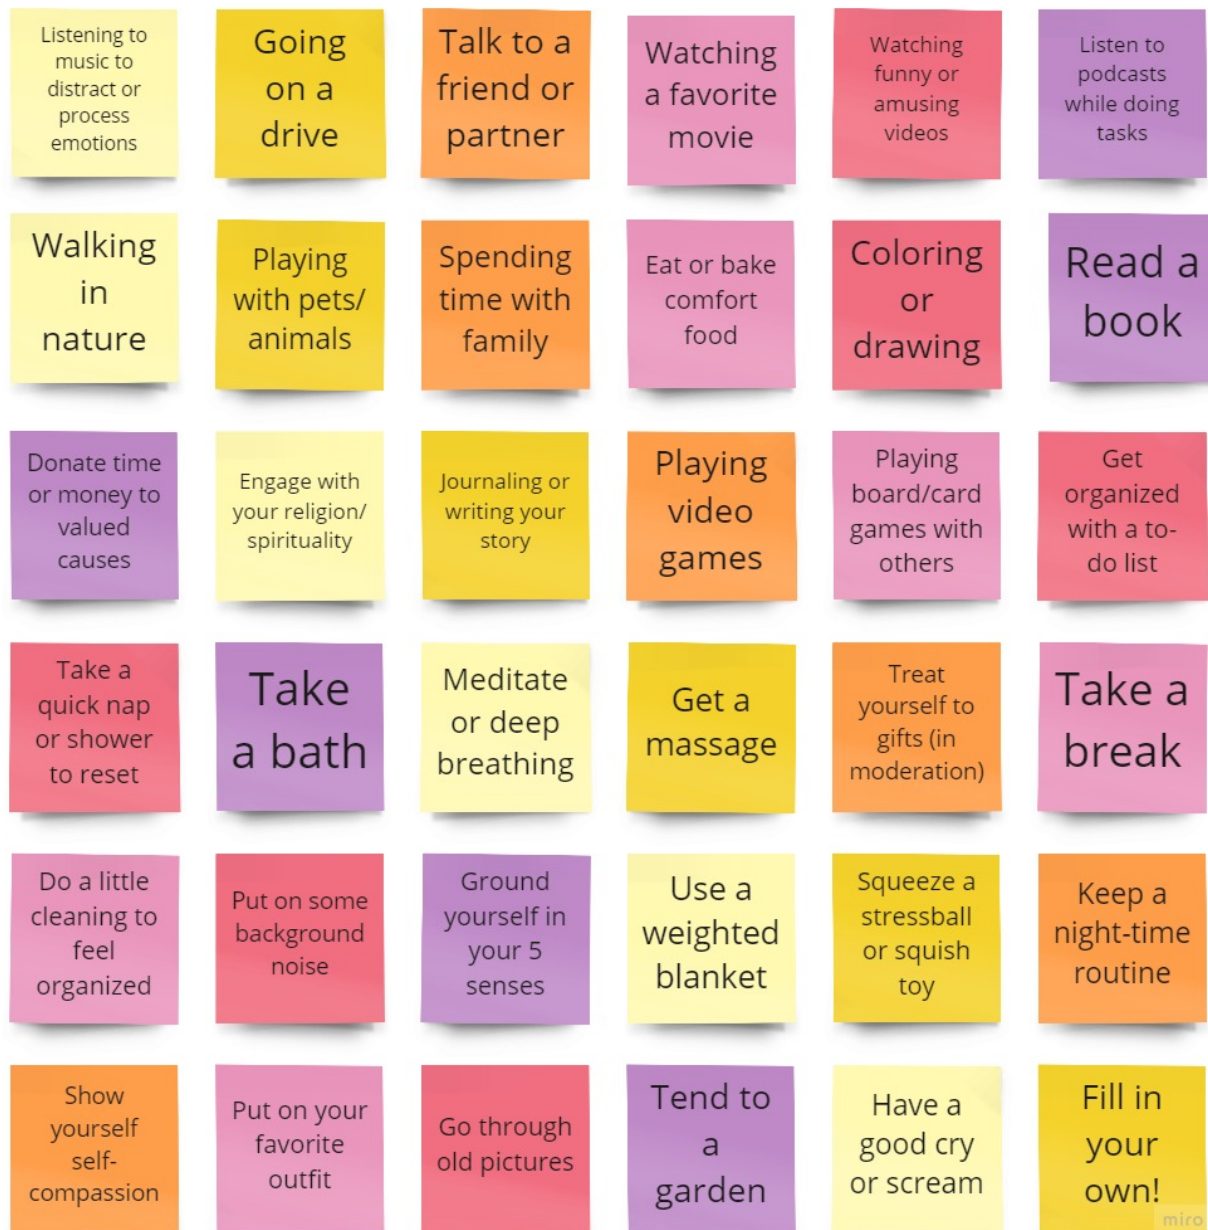 Listening to
music to
distract or
process
emotions
Going
on a
drive
Talk to a
friend or
partner
Watching
a favorite
movie
Watching
funny or
amusing
videos
Listen to
podcasts
while doing
tasks
Walking
in
nature
Playing
with pets/
animals
Spending
time with
family
Eat or bake
comfort
food
Coloring
or
drawing
Read a
book
Donate time
or money to
valued
causes
Engage with
your religion/
spirituality
Journaling or
writing your
story
Playing
video
games
Playing
board/card
games with
others
Get
organized
with a to-
do list
Take a
quick nap
or shower
to reset
Take
a bath
Meditate
or deep
breathing
Get a
massage
Treat
yourself to
gifts (in
moderation)
Take a
break
Do a little
cleaning to
feel
organized
Put on some
background
noise
Ground
yourself in
your 5
senses
Use a
weighted
blanket
Squeeze a
stressball
or squish
toy
Keep a
night-time
routine
Show
yourself
self-
compassion
Put on your
favorite
outfit
Go through
old pictures
Tend to
a
garden
Have a
good cry
or scream
Fill in
your
own!
miro